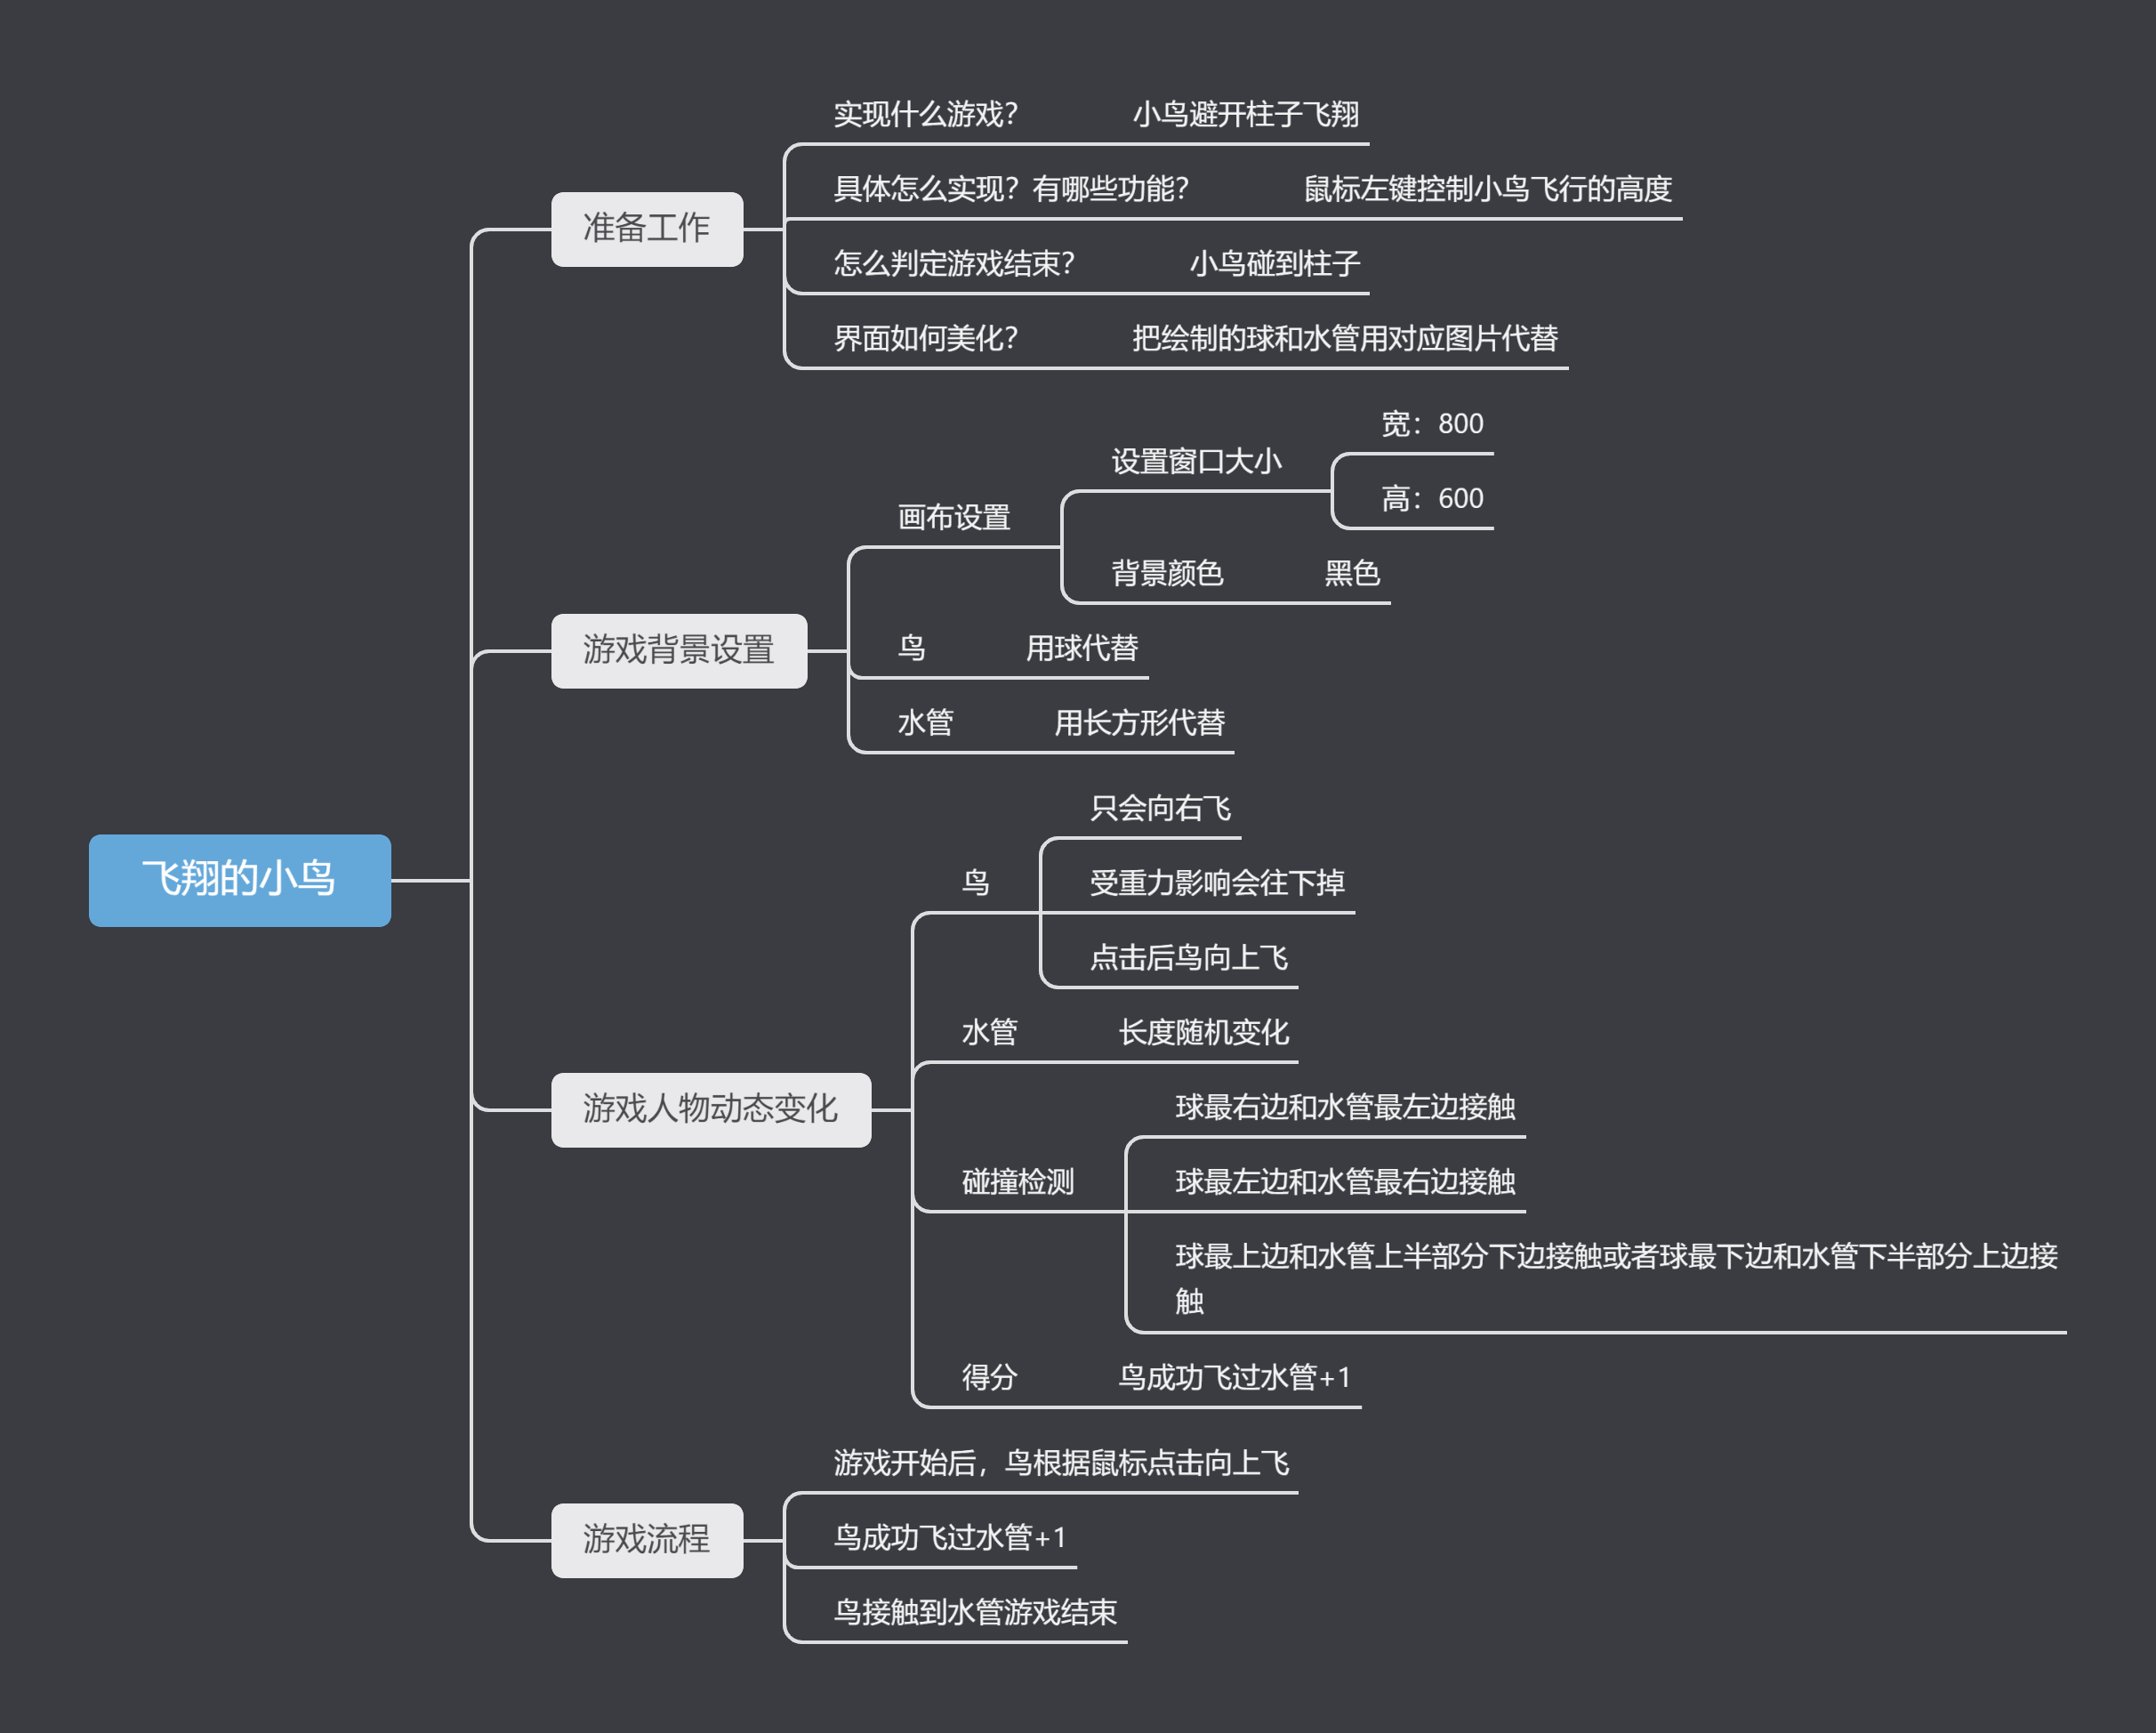 实现什么游戏？ 小鸟避开柱子飞翔
具体怎么实现？有哪些功能？ 鼠标左键控制小鸟飞行的高度
准备工作
怎么判定游戏结束？ 小鸟碰到柱子
界面如何美化？ 把绘制的球和水管用对应图片代替
宽：800
设置窗口大小
高：600
画布设置
背景颜色 黑色
游戏背景设置
鸟 用球代替
水管 用长方形代替
飞翔的小鸟
只会向右飞
鸟 受重力影响会往下掉
点击后鸟向上飞
水管 长度随机变化
游戏人物动态变化
球最右边和水管最左边接触
碰撞检测 球最左边和水管最右边接触
球最上边和水管上半部分下边接触或者球最下边和水管下半部分上边接
触
得分 鸟成功飞过水管+1
游戏开始后，鸟根据鼠标点击向上飞
游戏流程
鸟成功飞过水管+1
鸟接触到水管游戏结束